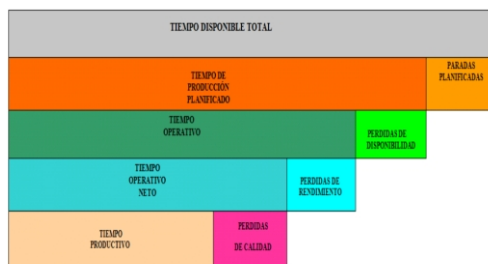 TIEMPO DISPONIBLE TOTAL
TIEMPO DE
PRODUCCIÓN
PLANIFICADO
PARADAS
PLANIFICADAS
TIEMPO
OPERATIVO
PERDIDAS DE
DISPONIBILIDAD
TIEMPO
OPERATIVO
NETO
PERDIDAS DE
RENDIMIENTO
TIEMPO
PRODUCTIVO
PERDIDAS
DE CALIDAD